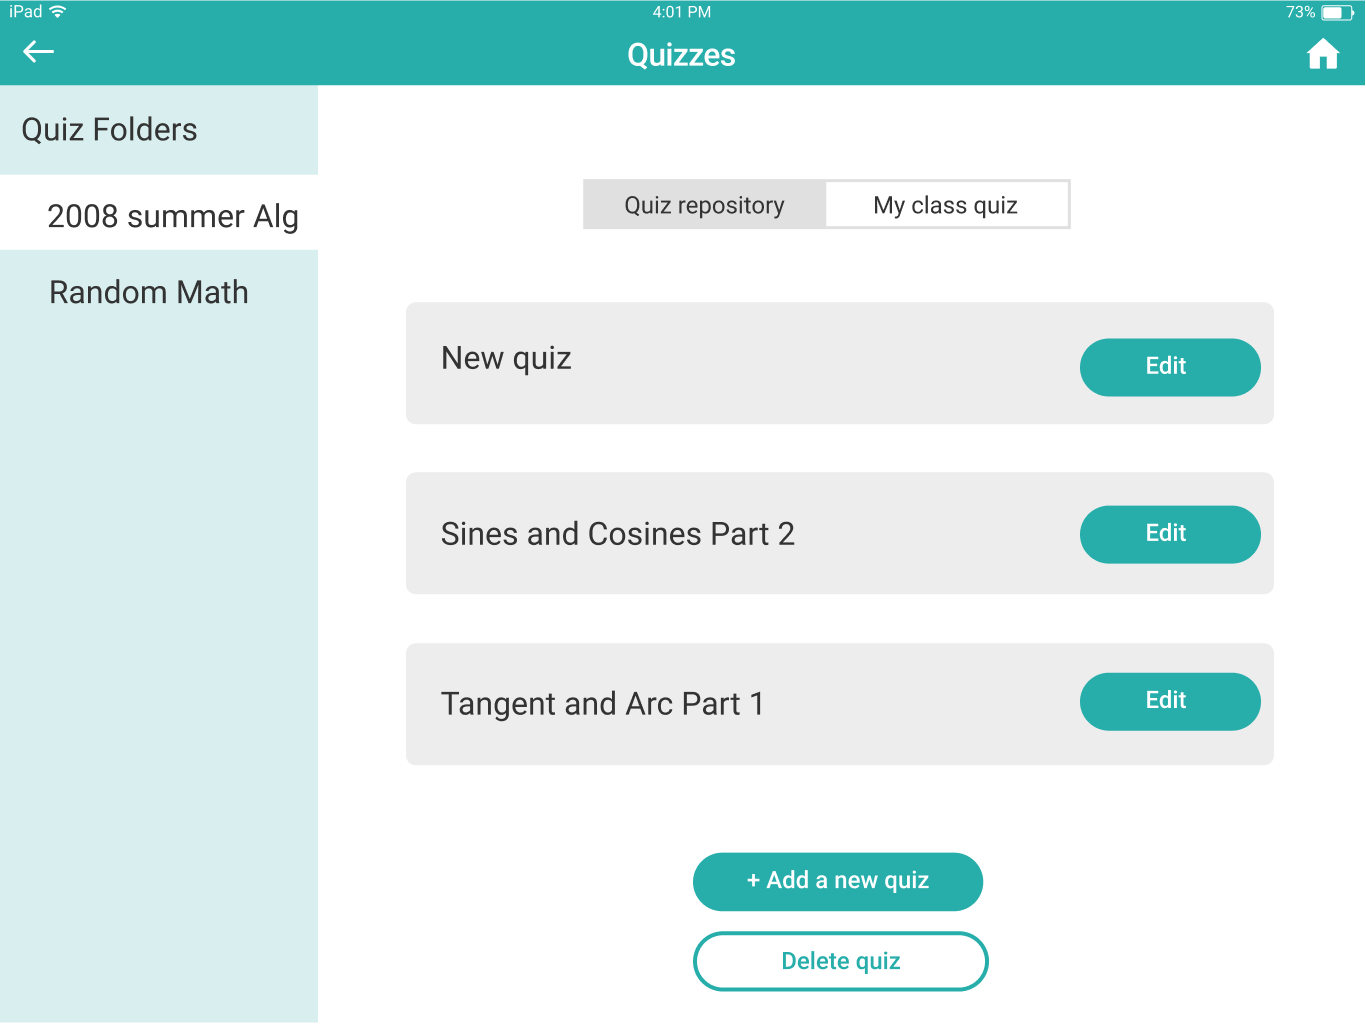 iPad
4:01 PM
73%
Quizzes
Quiz Folders
2008 summer Alg
Random Math
Quiz repository
My class quiz
New quiz
Edit
Sines and Cosines Part 2
Edit
Tangent and Arc Part 1
Edit
+ Add a new quiz
Delete quiz